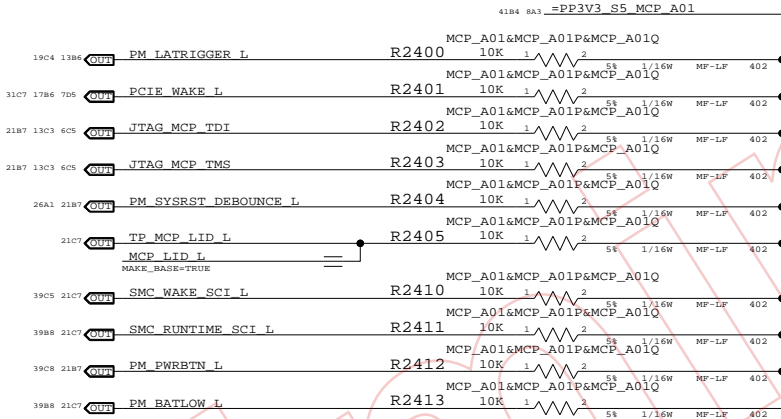 41B4 8A3 =PP3V3_S5_MCP_A01
MCP_A01&MCP_A01P&MCP_A01Q
19C4 13B6 OUT PM_LATRIGGER_L R2400 10K 1 2
5% 1/16W MF-LF 402
MCP_A01&MCP_A01P&MCP_A01Q
31C7 17B6 7D5 OUT PCIE_WAKE_L R2401 10K 1 2
5% 1/16W MF-LF 402
MCP_A01&MCP_A01P&MCP_A01Q
21B7 13C3 6C5 OUT JTAG_MCP_TDI R2402 10K 1 2
5% 1/16W MF-LF 402
MCP_A01&MCP_A01P&MCP_A01Q
21B7 13C3 6C5 OUT JTAG_MCP_TMS R2403 10K 1 2
5% 1/16W MF-LF 402
MCP_A01&MCP_A01P&MCP_A01Q
26A1 21B7 OUT PM_SYSRST_DEBOUNCE_L R2404 10K 1 2
5% 1/16W MF-LF 402
MCP_A01&MCP_A01P&MCP_A01Q
21C7 OUT TP_MCP_LID_L R2405 10K 1 2
5% 1/16W MF-LF 402
MCP_LID_L
MAKE_BASE=TRUE
MCP_A01&MCP_A01P&MCP_A01Q
39C5 21C7 OUT SMC_WAKE_SCI_L R2410 10K 1 2
5% 1/16W MF-LF 402
MCP_A01&MCP_A01P&MCP_A01Q
39B8 21C7 OUT SMC_RUNTIME_SCI_L R2411 10K 1 2
5% 1/16W MF-LF 402
MCP_A01&MCP_A01P&MCP_A01Q
39C8 21B7 OUT PM_PWRBTN_L R2412 10K 1 2
5% 1/16W MF-LF 402
MCP_A01&MCP_A01P&MCP_A01Q
39B8 21C7 OUT PM_BATLOW_L R2413 10K 1 2
5% 1/16W MF-LF 402